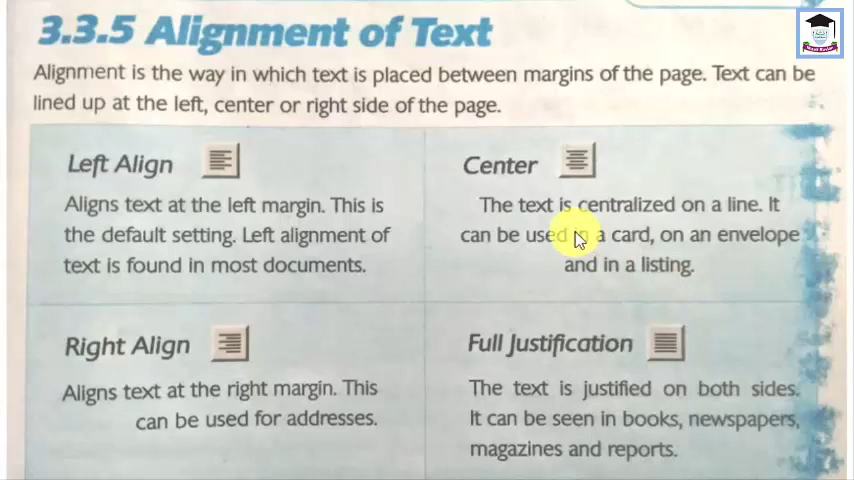 3.3.5 Alignment of Text
Alignment is the way in which text is placed between margins of the page. Text can be
lined up at the left, center or right side of the page.
Left Align
Aligns text at the left margin. This is
the default setting. Left alignment of
text is found in most documents.
Center
The text is centralized on a line. It
can be used in a card, on an envelope
and in a listing.
Right Align
Aligns text at the right margin. This
can be used for addresses.
Full Justification
The text is justified on both sides.
It can be seen in books, newspapers,
magazines and reports.